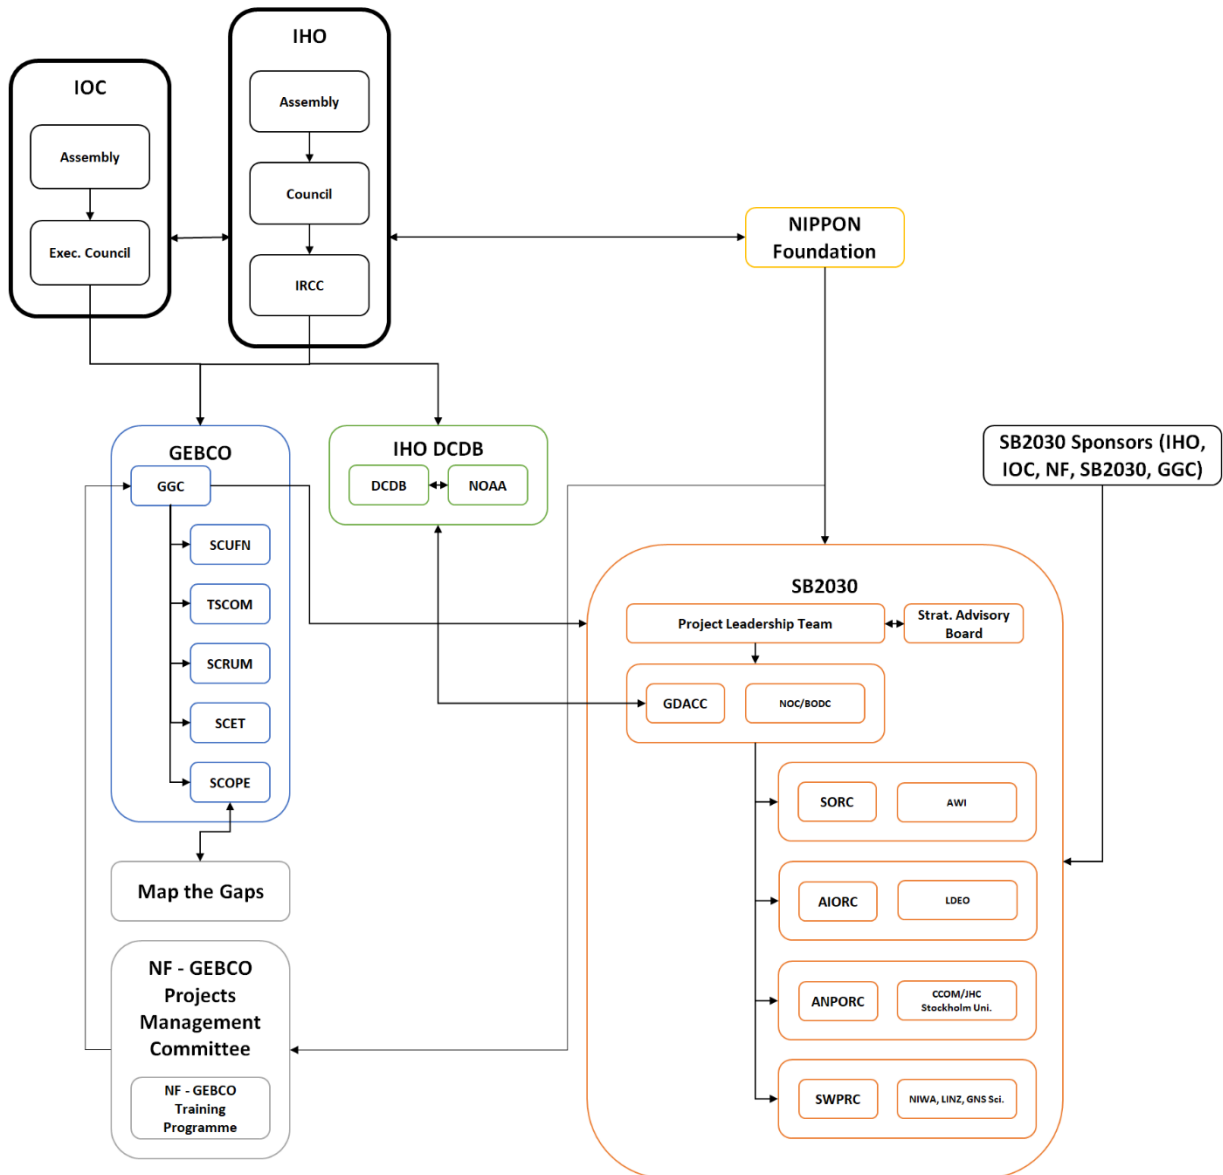 IHO
Assembly
Council
IRCC
IOC
Assembly
Exec. Council
NIPPON
Foundation
GEBCO
GGC
SCUFN
TSCOM
SCRUM
SCET
SCOPE
IHO DCDB
DCDB
NOAA
SB2030 Sponsors (IHO,
IOC, NF, SB2030, GGC)
SB2030
Project Leadership Team
Strat. Advisory
Board
GDACC
NOC/BODC
SORC
AWI
AIORC
LDEO
ANPORC
CCOM/JHC
Stockholm Uni.
SWPRC
NIWA, LINZ, GNS Sci.
Map the Gaps
NF - GEBCO
Projects
Management
Committee
NF - GEBCO
Training
Programme